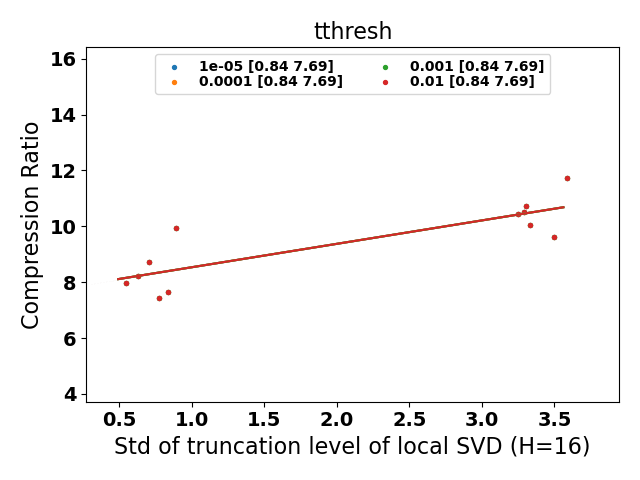 tthresh
1e-05 [0.84 7.69]
0.0001 [0.84 7.69]
0.001 [0.84 7.69]
0.01 [0.84 7.69]
Compression Ratio
16
14
12
10
8
6
4
0.5 1.0 1.5 2.0 2.5 3.0 3.5
Std of truncation level of local SVD (H=16)